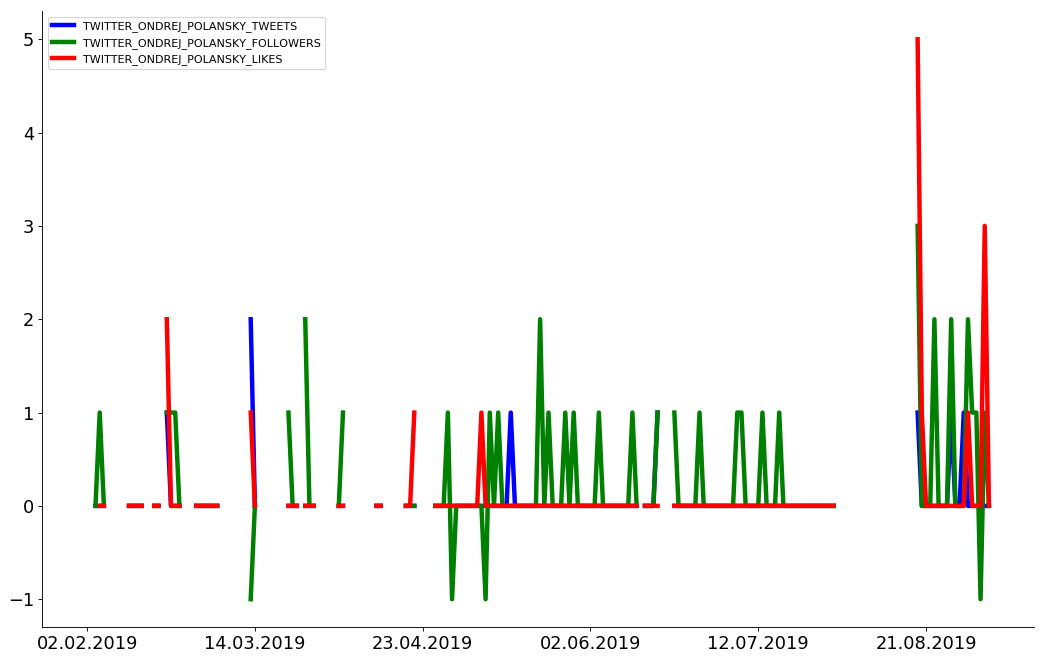 TWITTER_ONDREJ_POLANSKY_TWEETS
TWITTER_ONDREJ_POLANSKY_FOLLOWERS
TWITTER_ONDREJ_POLANSKY_LIKES
5
4
3
2
1
0
−1
02.02.2019 14.03.2019 23.04.2019 02.06.2019 12.07.2019 21.08.2019